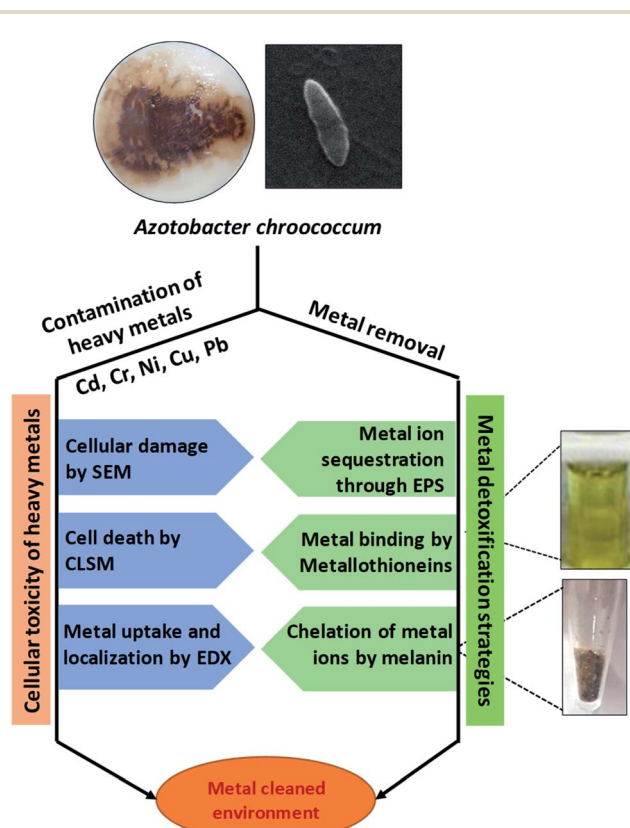 Azotobacter chroococcum
Contamination of
heavy metals
Cd, Cr, Ni, Cu, Pb
Metal removal
Cellular toxicity of heavy metals
Cellular damage
by SEM
Cell death by
CLSM
Metal uptake and
localization by EDX
Metal ion
sequestration
through EPS
Metal binding by
Metallothioneins
Chelation of metal
ions by melanin
Metal detoxification strategies
Metal cleaned
environment